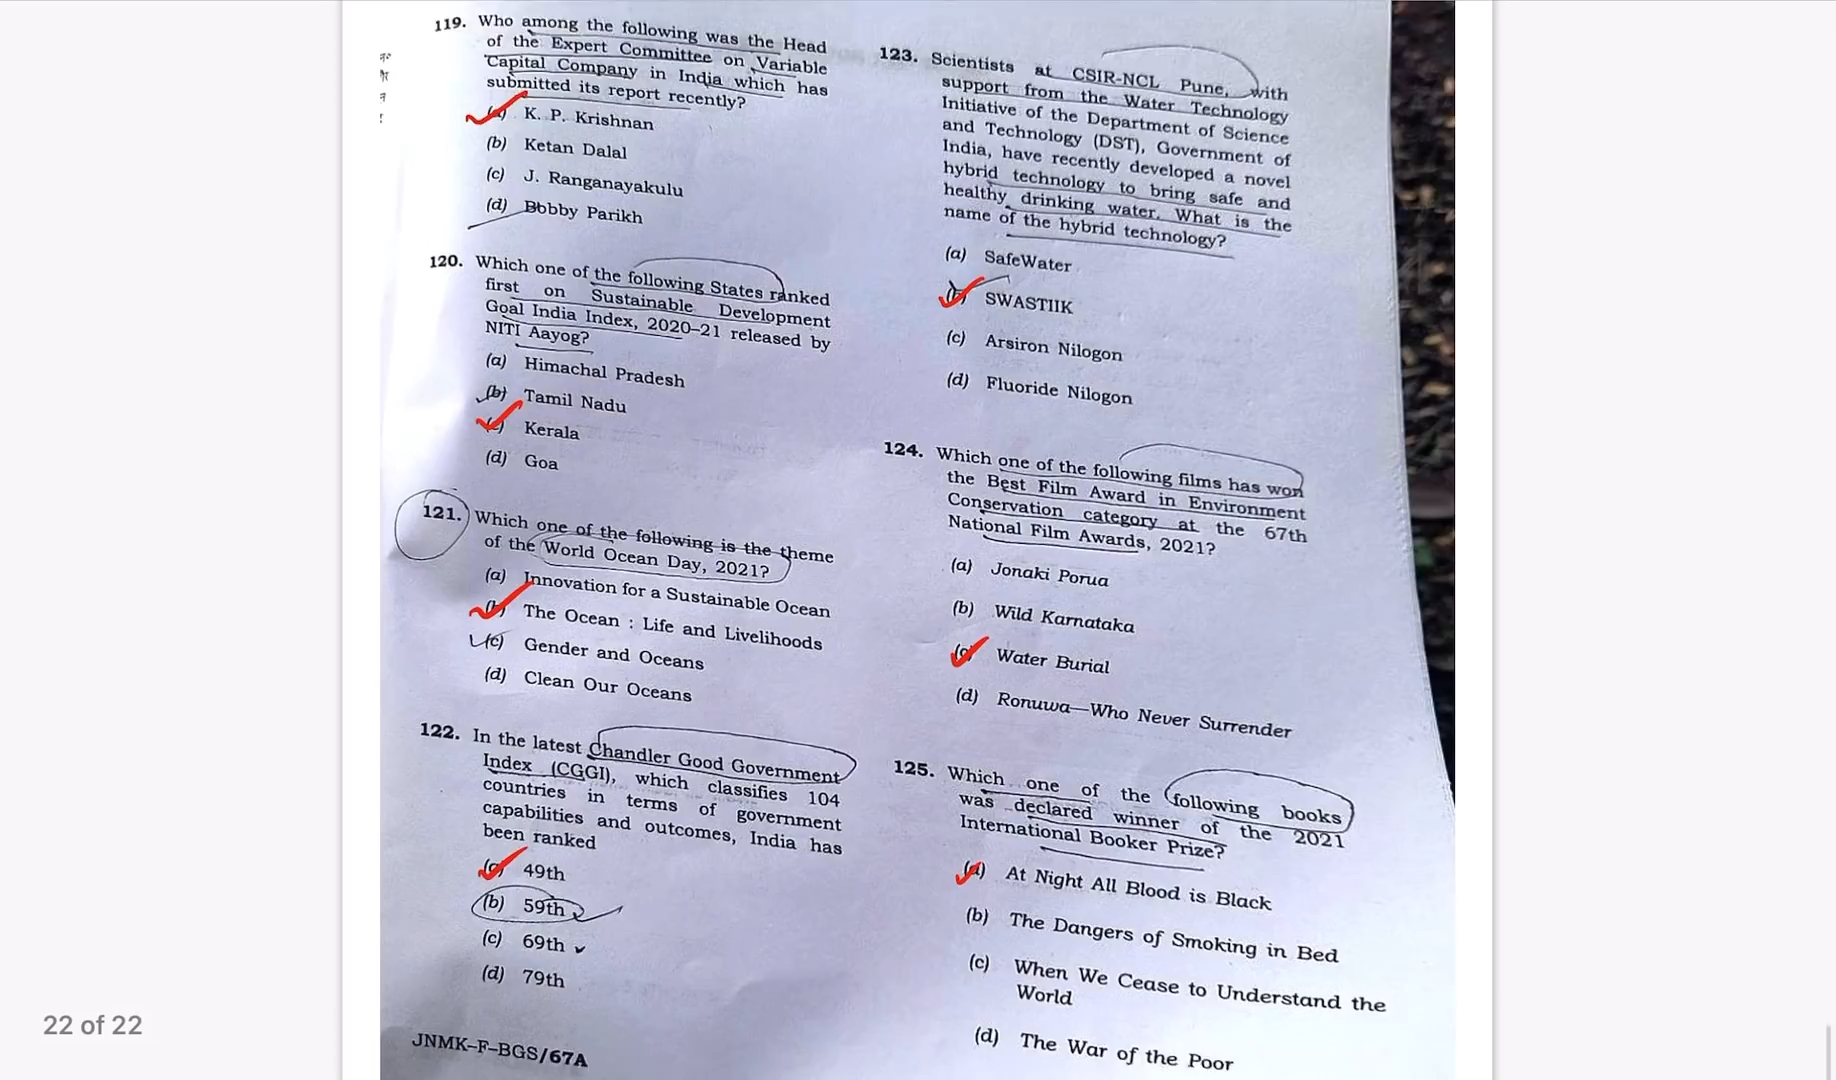 119. Who among the following was the Head
of the Expert Committee on Variable
Capital Company in India which has
submitted its report recently?
K. P. Krishnan
(b) Ketan Dalal
(c) J. Ranganayakulu
(d) Bobby Parikh
120. Which one of the following States ranked
first on Sustainable Development
Goal India Index, 2020–21 released by
NITI Aayog?
(a) Himachal Pradesh
(b) Tamil Nadu
Kerala
(d) Goa
121. Which one of the following is the theme
of the World Ocean Day, 2021?
(a) Innovation for a Sustainable Ocean
The Ocean : Life and Livelihoods
(c) Gender and Oceans
(d) Clean Our Oceans
122. In the latest Chandler Good Government
Index (CGGI), which classifies 104
countries in terms of government
capabilities and outcomes, India has
been ranked
49th
(b) 59th
(c) 69th
(d) 79th
JNMK–F–BGS/67A
123. Scientists at CSIR-NCL Pune, with
support from the Water Technology
Initiative of the Department of Science
and Technology (DST), Government of
India, have recently developed a novel
hybrid technology to bring safe and
healthy drinking water. What is the
name of the hybrid technology?
(a) SafeWater
SWASTIIK
(c) Arsiron Nilogon
(d) Fluoride Nilogon
124. Which one of the following films has won
the Best Film Award in Environment
Conservation category at the 67th
National Film Awards, 2021?
(a) Jonaki Porua
(b) Wild Karnataka
Water Burial
(d) Ronuwa—Who Never Surrender
125. Which one of the following books
was declared winner of the 2021
International Booker Prize?
At Night All Blood is Black
(b) The Dangers of Smoking in Bed
(c) When We Cease to Understand the
World
(d) The War of the Poor
22 of 22